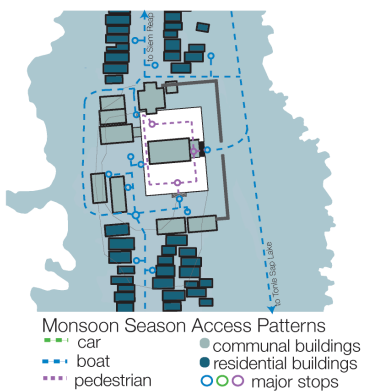 to Siem Reap
to Tonle Sap Lake
Monsoon Season Access Patterns
car
boat
pedestrian
communal buildings
residential buildings
major stops